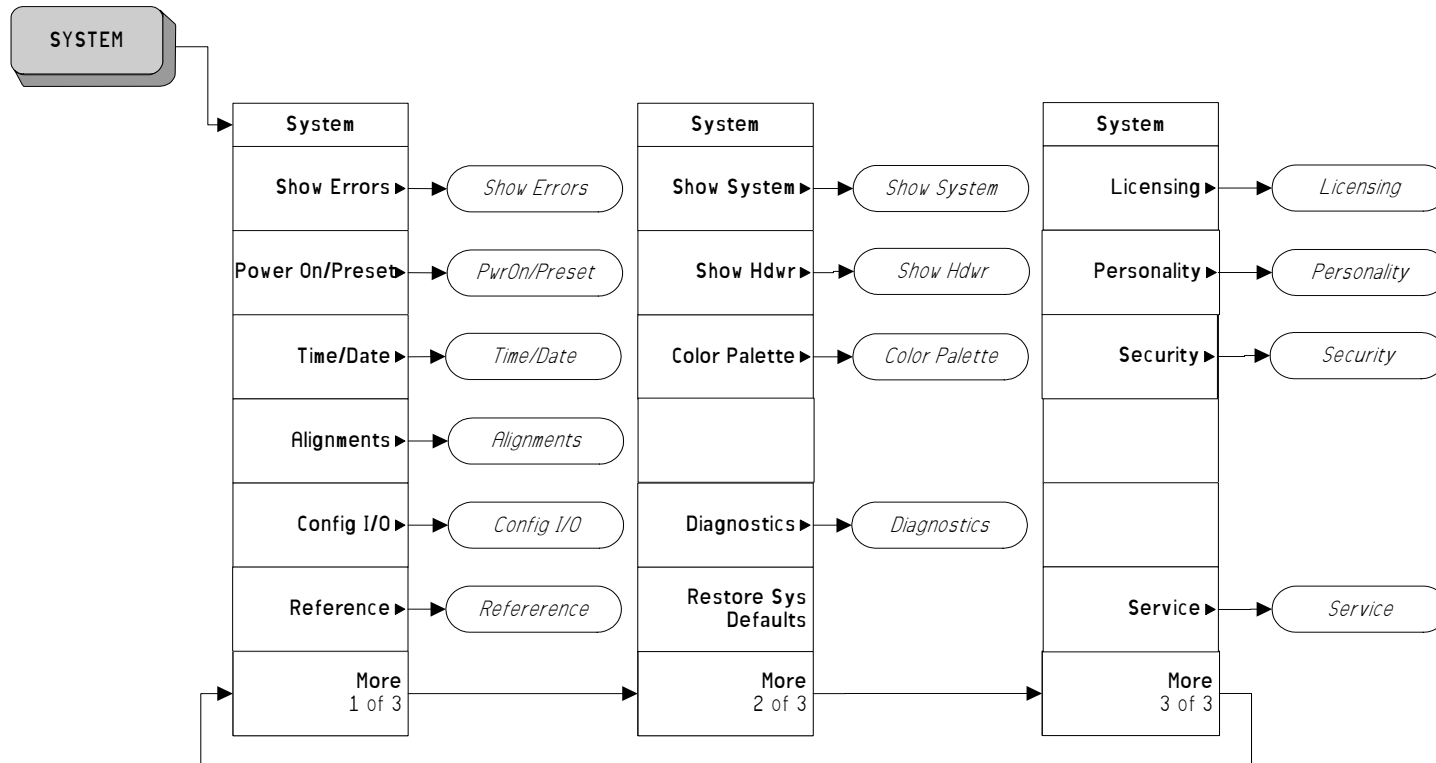 SYSTEM
System
Show Errors
Show Errors
Power On/Preset
PwrOn/Preset
Time/Date
Time/Date
Alignments
Alignments
Config I/O
Config I/O
Reference
Refererence
More
1 of 3
System
Show System
Show System
Show Hdwr
Show Hdwr
Color Palette
Color Palette
Diagnostics
Diagnostics
Restore Sys
Defaults
More
2 of 3
System
Licensing
Licensing
Personality
Personality
Security
Security
Service
Service
More
3 of 3